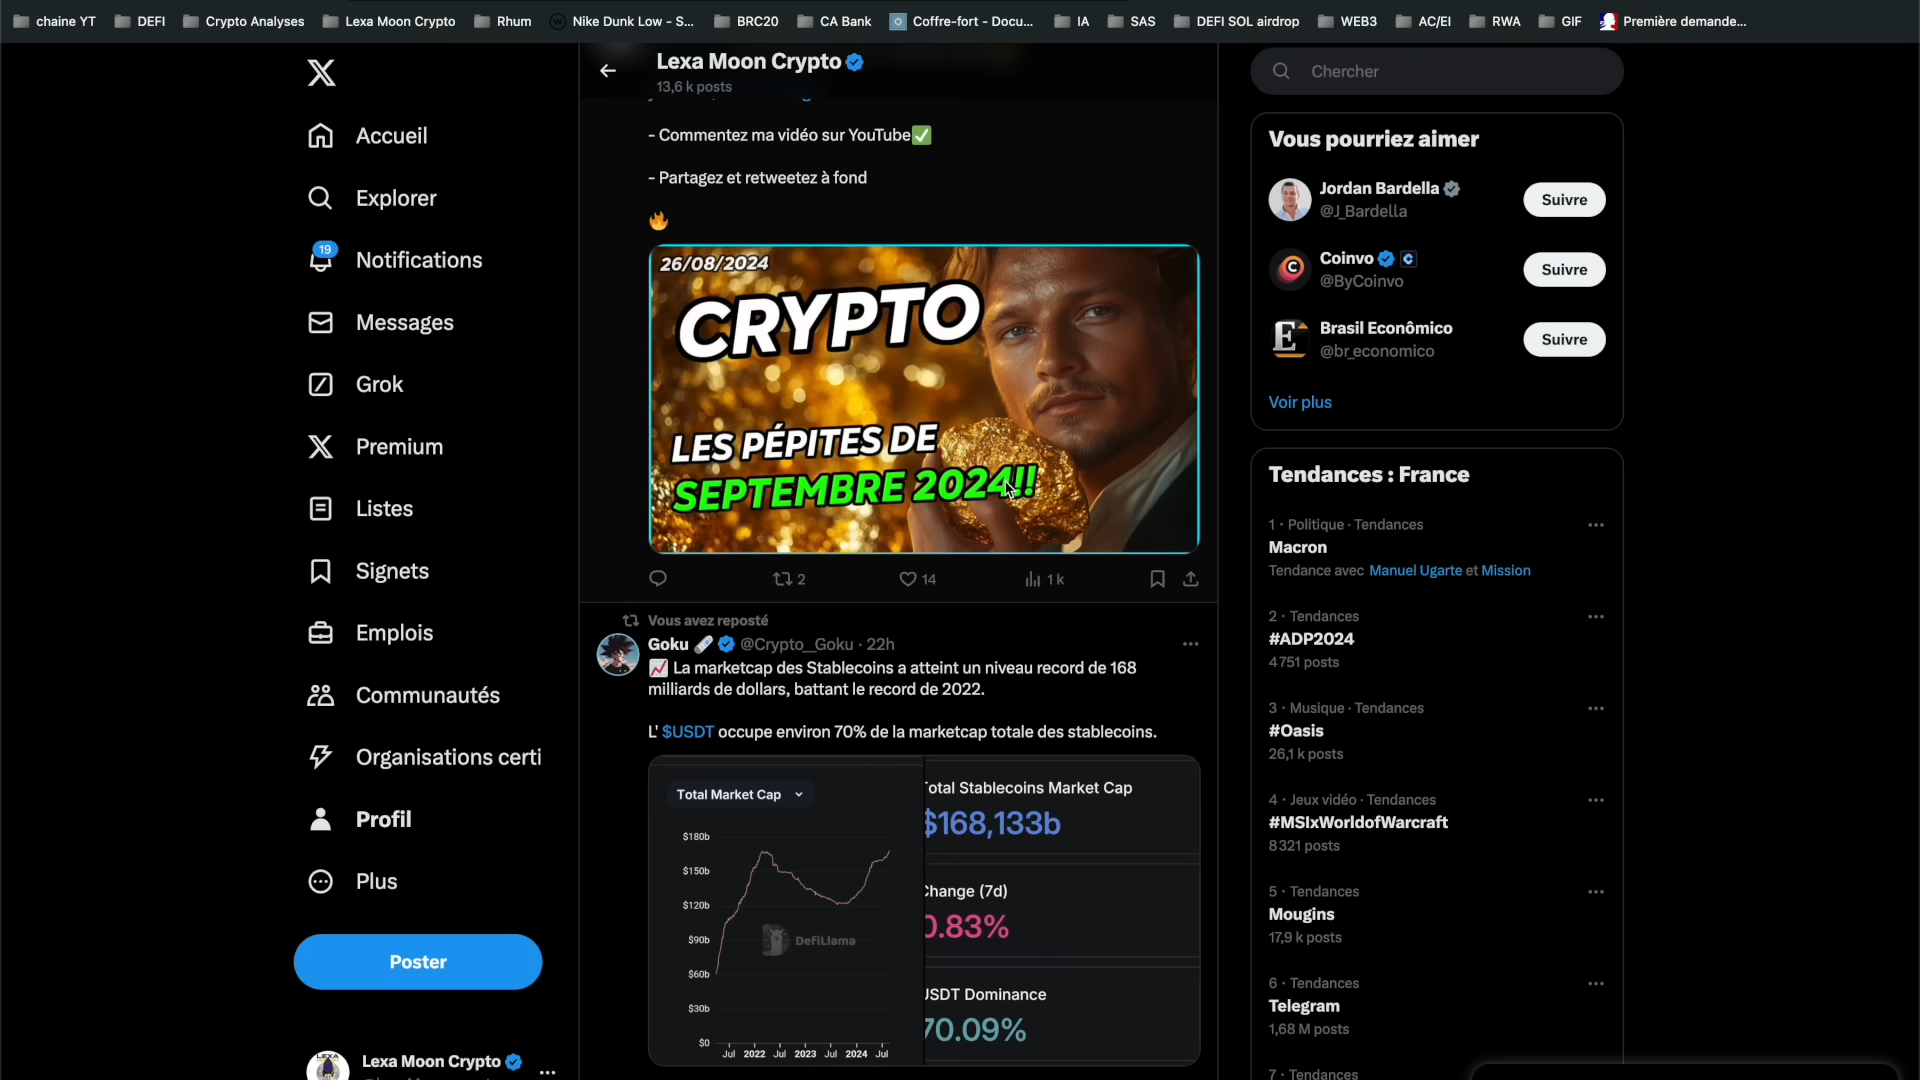 chaine YT
DEFI
Crypto Analyses
Lexa Moon Crypto
Rhum
Nike Dunk Low - S...
BRC20
CA Bank
Coffre-fort - Docu...
IA
SAS
DEFI SOL airdrop
WEB3
AC/EI
RWA
GIF
Première demande...
Accueil
Explorer
19
Notifications
Messages
Grok
Premium
Listes
Signets
Emplois
Communautés
Organisations certi
Profil
Plus
Poster
Lexa Moon Crypto
Lexa Moon Crypto
13,6 k posts
- Commentez ma vidéo sur YouTube✅
- Partagez et retweetez à fond
🔥
26/08/2024
CRYPTO
LES PÉPITES DE
SEPTEMBRE 2024!!
2
14
1 k
Vous avez reposté
Goku @Crypto__Goku · 22h
📈 La marketcap des Stablecoins a atteint un niveau record de 168
milliards de dollars, battant le record de 2022.
L' $USDT occupe environ 70% de la marketcap totale des stablecoins.
Total Market Cap
$180b
$150b
$120b
$90b
$60b
$30b
$0
Jul 2022 Jul 2023 Jul 2024 Jul
DefiLlama
Total Stablecoins Market Cap
$168,133b
Change (7d)
0.83%
USDT Dominance
70.09%
Chercher
Vous pourriez aimer
Jordan Bardella
@J_Bardella
Suivre
Coinvo
@ByCoinvo
Suivre
Brasil Econômico
@br_economico
Suivre
Voir plus
Tendances : France
1 · Politique · Tendances
Macron
Tendance avec Manuel Ugarte et Mission
2 · Tendances
#ADP2024
4 751 posts
3 · Musique · Tendances
#Oasis
26,1 k posts
4 · Jeux vidéo · Tendances
#MSIxWorldofWarcraft
8 321 posts
5 · Tendances
Mougins
17,9 k posts
6 · Tendances
Telegram
1,68 M posts
7 · Tendances